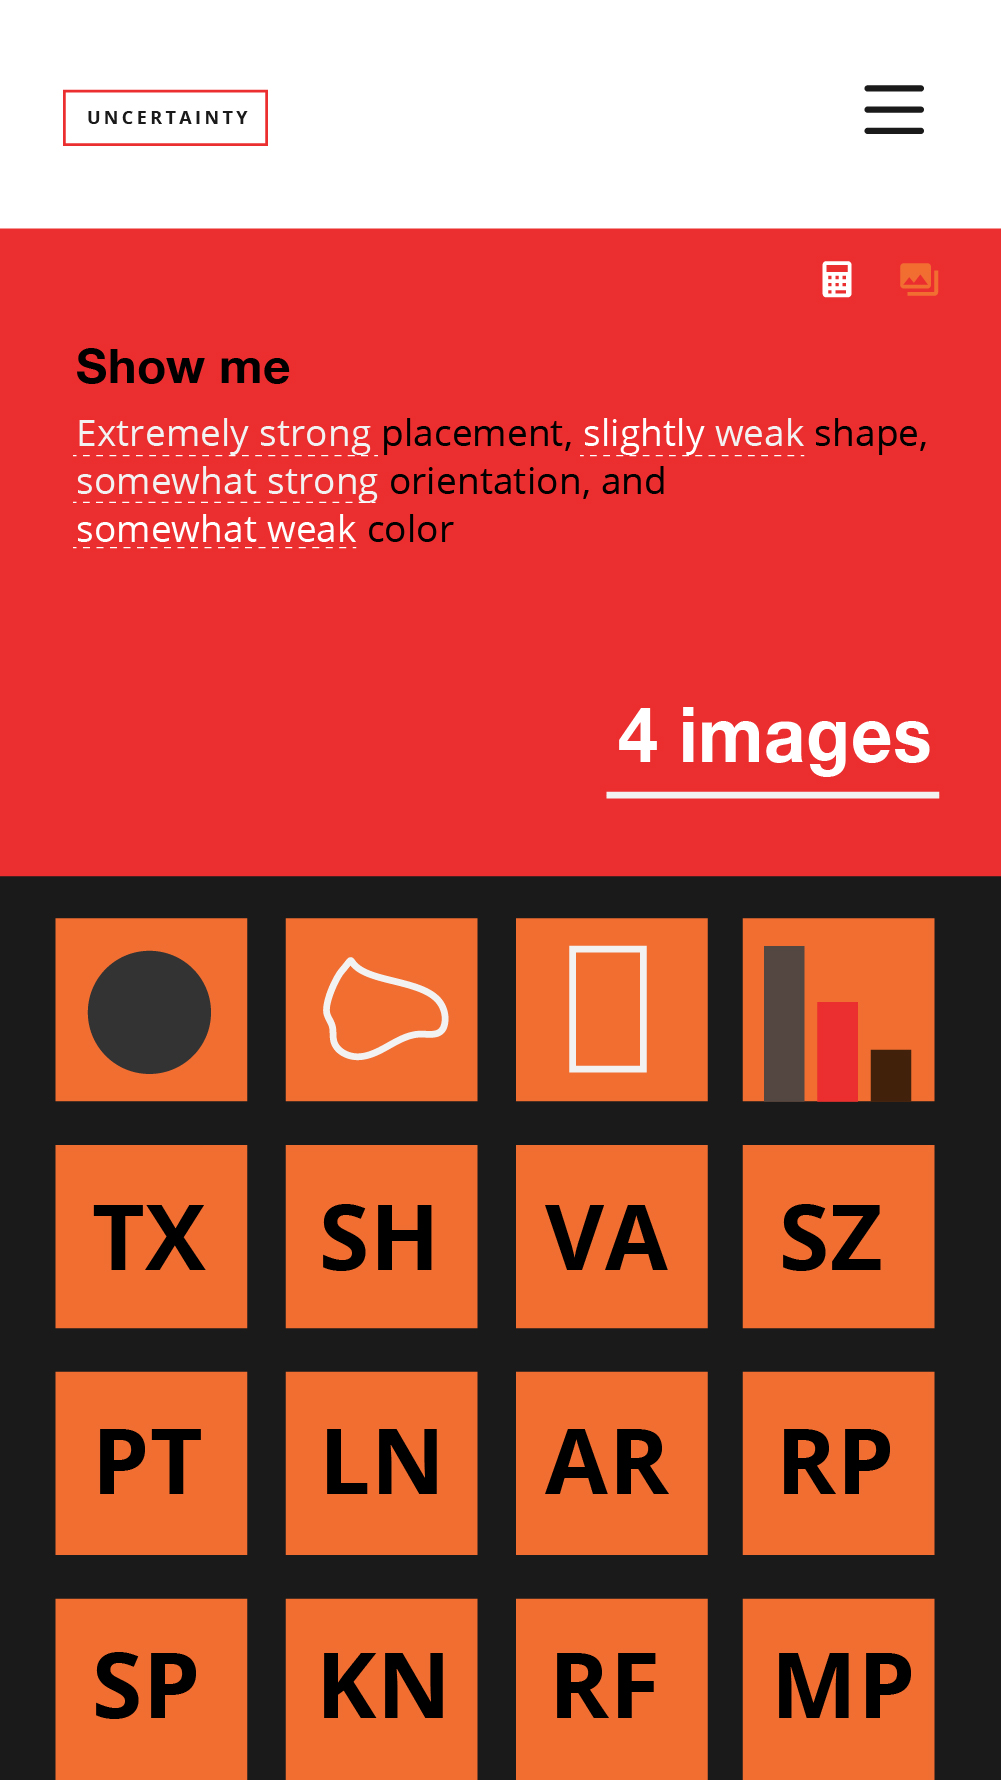 UNCERTAINTY
Show me
Extremely strong placement, slightly weak shape,
somewhat strong orientation, and
somewhat weak color
4 images
TX SH VA SZ
PT LN AR RP
SP KN RF MP